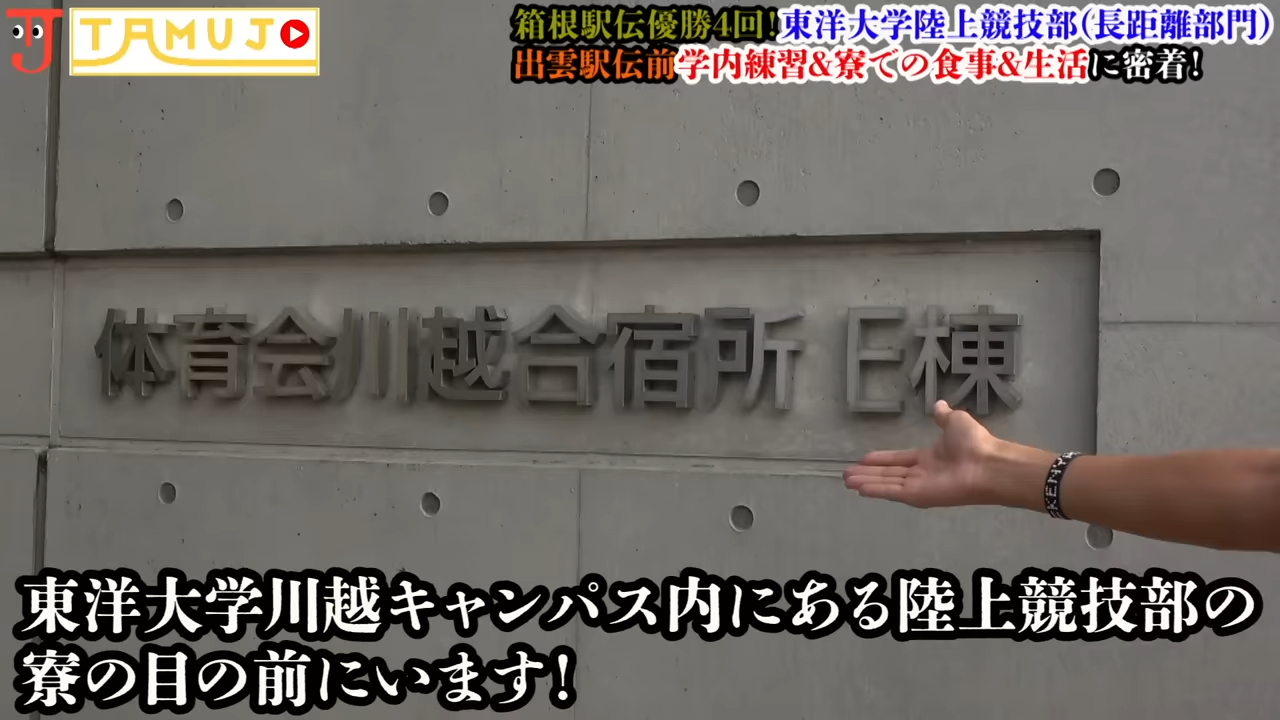 TJ TAMUJO
箱根駅伝優勝4回!東洋大学陸上競技部(長距離部門)
出雲駅伝前学内練習&寮での食事&生活に密着!
体育会川越合宿所 E棟
KENYA
東洋大学川越キャンパス内にある陸上競技部の
寮の目の前にいます!